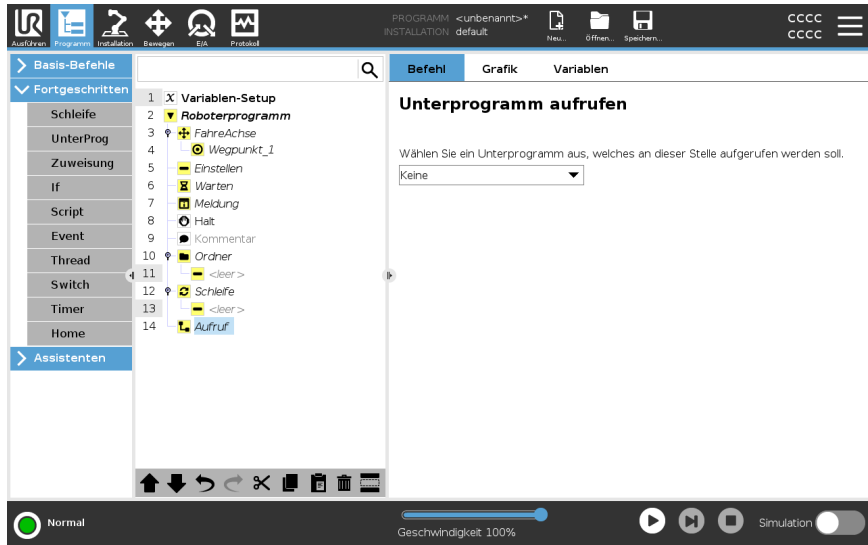 UR
PROGRAMM <unbenannt>*
INSTALLATION default
Ausführen Programm Installation Bewegen E/A Protokoll
Neu... Öffnen... Speichern...
CCCC
CCCC
Basis-Befehle
Fortgeschritten
Schleife
UnterProg
Zuweisung
If
Script
Event
Thread
Switch
Timer
Home
Assistenten
1 X Variablen-Setup
2 Roboterprogramm
3 FahreAchse
4 Wegpunkt_1
5 Einstellen
6 Warten
7 Meldung
8 Halt
9 Kommentar
10 Ordner
11 <leer>
12 Schleife
13 <leer>
14 Aufruf
Befehl Grafik Variablen
Unterprogramm aufrufen
Wählen Sie ein Unterprogramm aus, welches an dieser Stelle aufgerufen werden soll.
Keine
Normal
Geschwindigkeit 100%
Simulation